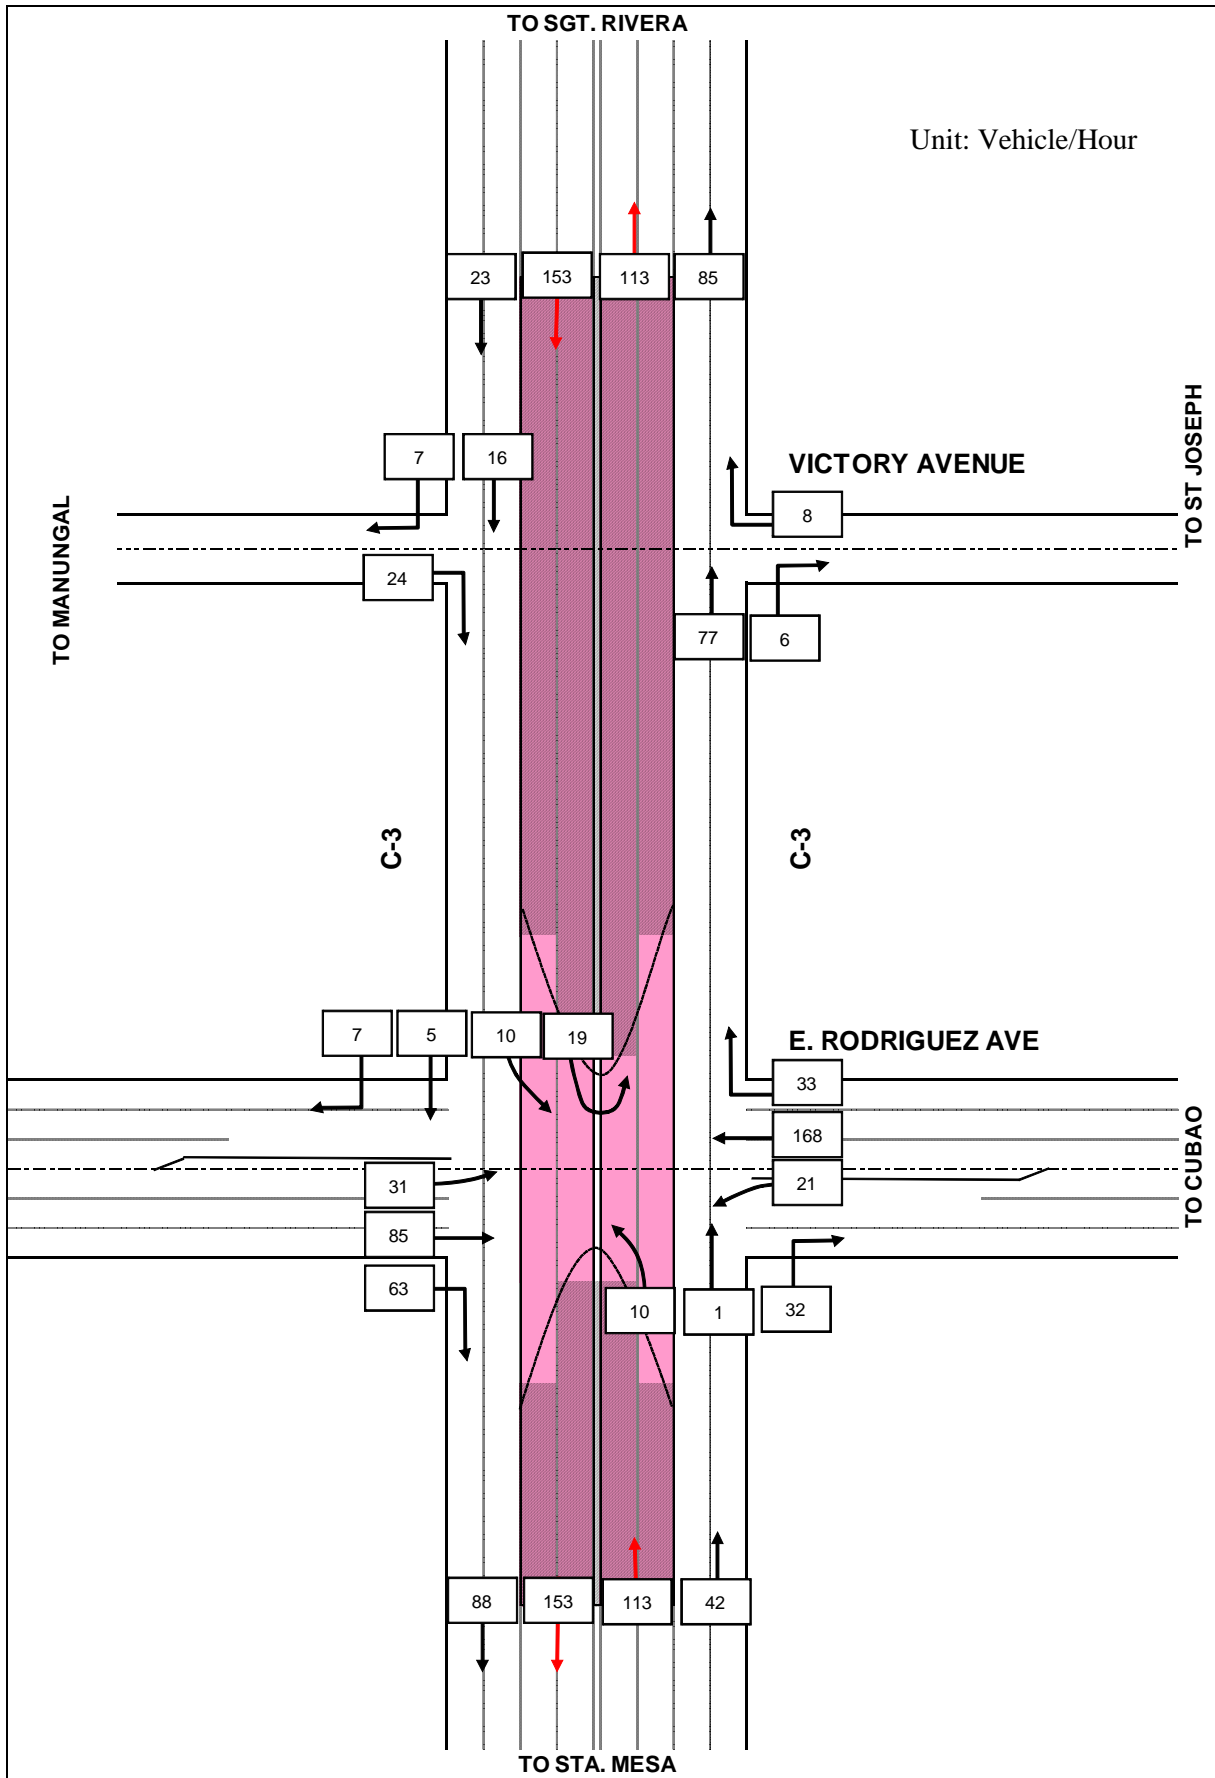 TO SGT. RIVERA
Unit: Vehicle/Hour
23 153 113 85
7 16
VICTORY AVENUE
8
TO ST JOSEPH
TO MANUNGAL
24
77 6
C-3
C-3
7 5 10 19
E. RODRIGUEZ AVE
33
168
21
TO CUBAO
31
85
63
10 1 32
88 153 113 42
TO STA. MESA